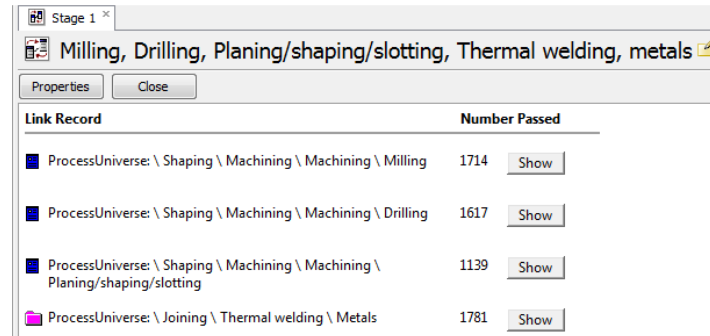 Stage 1 ×
Milling, Drilling, Planing/shaping/slotting, Thermal welding, metals
Properties Close
Link Record Number Passed
ProcessUniverse: \ Shaping \ Machining \ Machining \ Milling 1714 Show
ProcessUniverse: \ Shaping \ Machining \ Machining \ Drilling 1617 Show
ProcessUniverse: \ Shaping \ Machining \ Machining \ 1139 Show
Planing/shaping/slotting
ProcessUniverse: \ Joining \ Thermal welding \ Metals 1781 Show